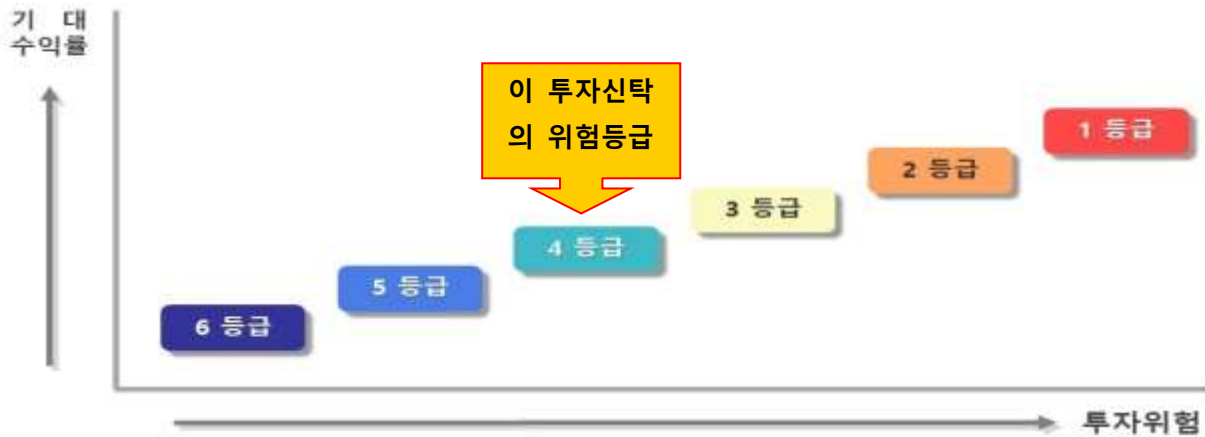 기 대
수익률
이 투자신탁
의 위험등급
1 등급
2 등급
3 등급
4 등급
5 등급
6 등급
투자위험